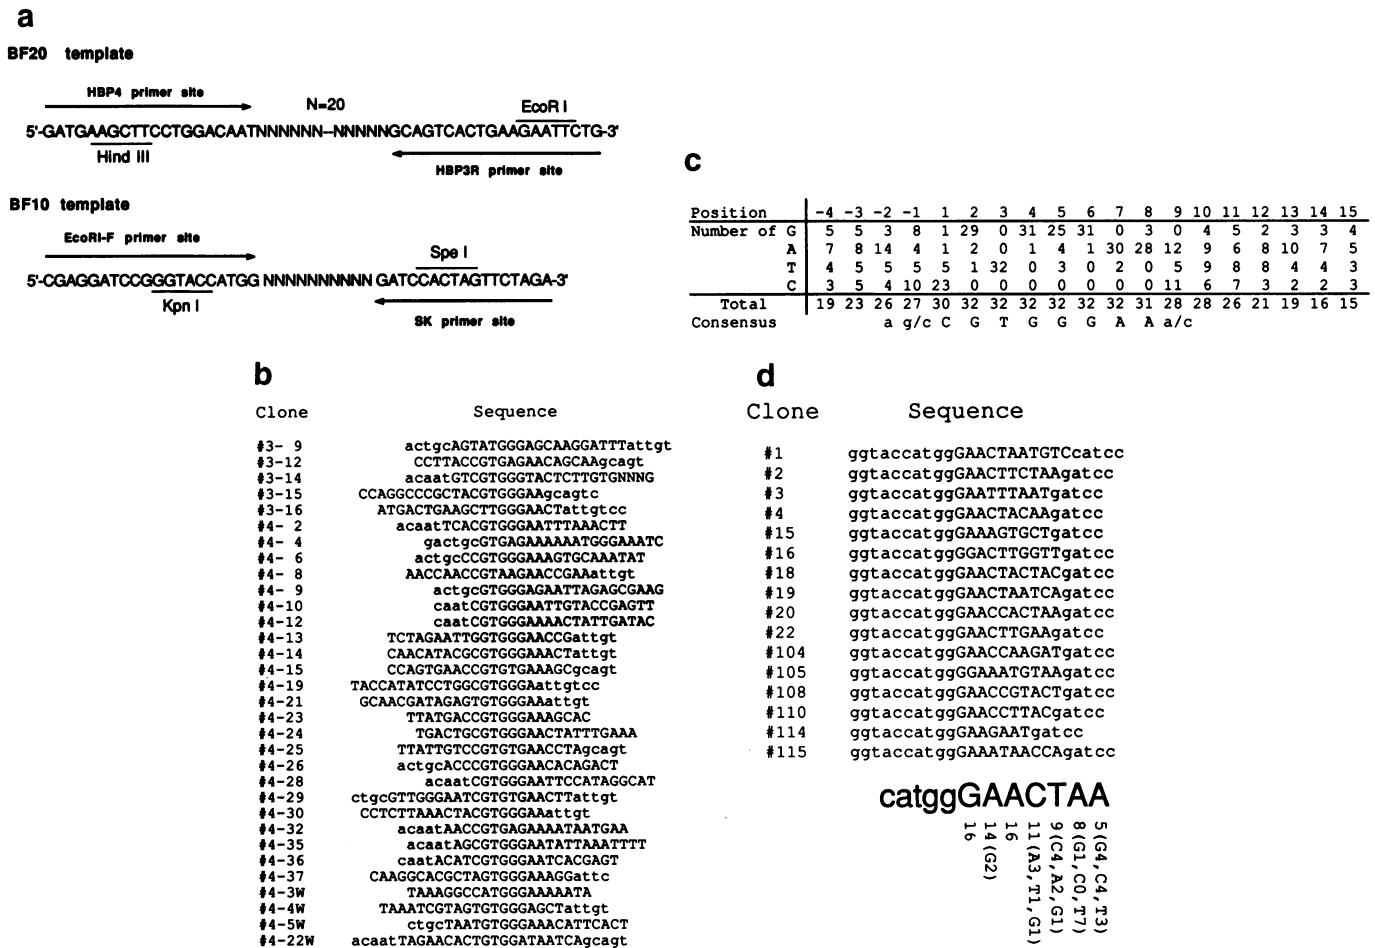 a
BF20 template
HBP4 primer site
N=20
EcoR I
5'-GATGAAGCTTCCTGGACAATNNNNNN--NNNNNGCAGTCACTGAAGAATTCTG-3'
Hind III
HBP3R primer site
BF10 template
EcoRI-F primer site
Spe I
5'-CGAGGATCCGGGTACCATGG NNNNNNNNNN GATCCACTAGTTCTAGA-3'
Kpn I
SK primer site
b
Clone Sequence
#3- 9 actgcAGTATGGGAGCAAGGATTTattgt
#3-12 CCTTACCGTGAGAACAGCAAgcagt
#3-14 acaatGTCGTGGGTACTCTTGTGNNNG
#3-15 CCAGGCCCGCTACGTGGGAAgcagtc
#3-16 ATGACTGAAGCTTGGGAACTattgtcc
#4- 2 acaatTCACGTGGGAATTTAAACTT
#4- 4 gactgcGTGAGAAAAAATGGGAAATC
#4- 6 actgcCCGTGGGAAAGTGCAAATAT
#4- 8 AACCAACCGTAAGAACCGAAattgt
#4- 9 actgcGTGGGAGAATTAGAGCGAAG
#4-10 caatCGTGGGAATTGTACCGAGTT
#4-12 caatCGTGGGAAAACTATTGATAC
#4-13 TCTAGAATTGGTGGGAACCGattgt
#4-14 CAACATACGCGTGGGAAACTattgt
#4-15 CCAGTGAACCGTGTGAAAGCgcagt
#4-19 TACCATATCCTGGCGTGGGAattgtcc
#4-21 GCAACGATAGAGTGTGGGAAattgt
#4-23 TTATGACCGTGGGAAAGCAC
#4-24 TGACTGCGTGGGAACTATTTGAAA
#4-25 TTATTGTCCGTGTGAACCTAgcagt
#4-26 actgcACCCGTGGGAACACAGACT
#4-28 acaatCGTGGGAATTCCATAGGCAT
#4-29 ctgcGTTGGGAATCGTGTGAACTTattgt
#4-30 CCTCTTAAACTACGTGGGAAattgt
#4-32 acaatAACCGTGAGAAAATAATGAA
#4-35 acaatAGCGTGGGAATATTAAATTTT
#4-36 caatACATCGTGGGAATCACGAGT
#4-37 CAAGGCACGCTAGTGGGAAAGGattc
#4-3W TAAAGGCCATGGGAAAAATA
#4-4W TAAATCGTAGTGTGGGAGCTattgt
#4-5W ctgcTAATGTGGGAAACATTCACT
#4-22W acaatTAGAACACTGTGGATAATCAgcagt
c
Position -4 -3 -2 -1 1 2 3 4 5 6 7 8 9 10 11 12 13 14 15
Number of G 5 5 3 8 1 29 0 31 25 31 0 3 0 4 5 2 3 3 4
A 7 8 14 4 1 2 0 1 4 1 30 28 12 9 6 8 10 7 5
T 4 5 5 5 5 1 32 0 3 0 2 0 5 9 8 8 4 4 3
C 3 5 4 10 23 0 0 0 0 0 0 0 11 6 7 3 2 2 3
Total 19 23 26 27 30 32 32 32 32 32 32 31 28 28 26 21 19 16 15
Consensus a g/c C G T G G G A A a/c
d
Clone Sequence
#1 ggtaccatggGAACTAATGTCcatcc
#2 ggtaccatggGAACTTCTAAgatcc
#3 ggtaccatggGAATTTAATgatcc
#4 ggtaccatggGAACTACAAgatcc
#15 ggtaccatggGAAAGTGCTgatcc
#16 ggtaccatggGGACTTGGTTgatcc
#18 ggtaccatggGAACTACTACgatcc
#19 ggtaccatggGAACTAATCAgatcc
#20 ggtaccatggGAACCACTAAgatcc
#22 ggtaccatggGAACTTGAAgatcc
#104 ggtaccatggGAACCAAGATgatcc
#105 ggtaccatggGGAAATGTAAgatcc
#108 ggtaccatggGAACCGTACTgatcc
#110 ggtaccatggGAACCTTACgatcc
#114 ggtaccatggGAAGAATgatcc
#115 ggtaccatggGAAATAACCAgatcc
catggGAACTAA
16
14(G2)
16
11(A3,T1,G1)
9(C4,A2,G1)
8(G1,C0,T7)
5(G4,C4,T3)